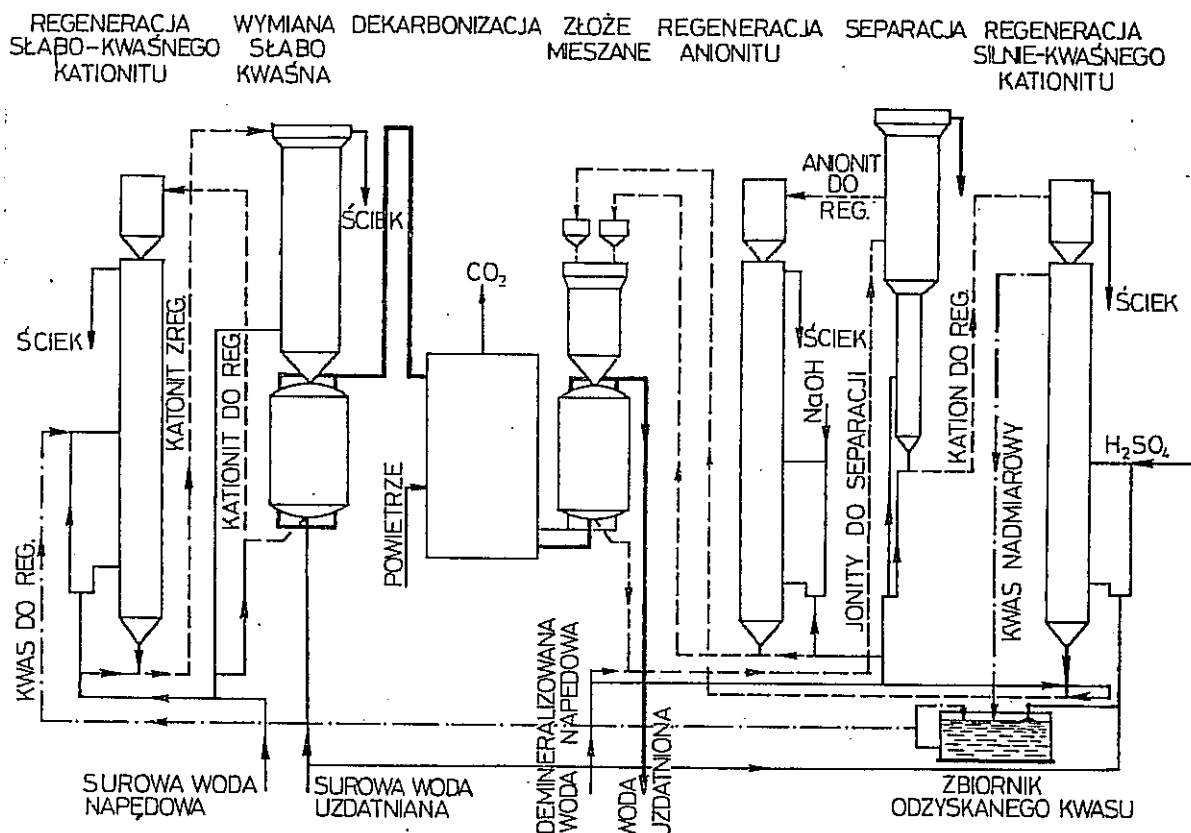 REGENERACJA
SŁABO-KWAŚNEGO
KATIONITU
WYMIANA
SŁABO
KWAŚNA
DEKARBONIZACJA
ZŁOŻE
MIESZANE
REGENERACJA
ANIONITU
SEPARACJA
REGENERACJA
SILNIE-KWAŚNEGO
KATIONITU
ŚCIEK
KATONIT ZREG.
KATIONIT DO REG.
KWAS DO REG.
ŚCIEK
CO₂
POWIETRZE
ANIONIT
DO
REG.
ŚCIEK
NaOH
JONITY DO SEPARACJI
KATION DO REG.
KWAS NADMIAROWY
ŚCIEK
H₂SO₄
SUROWA WODA
NAPĘDOWA
SUROWA WODA
UZDATNIANA
DEMINERALIZOWANA
WODA NAPĘDOWA
WODA
UZDATNIONA
ZBIORNIK
ODZYSKANEGO KWASU